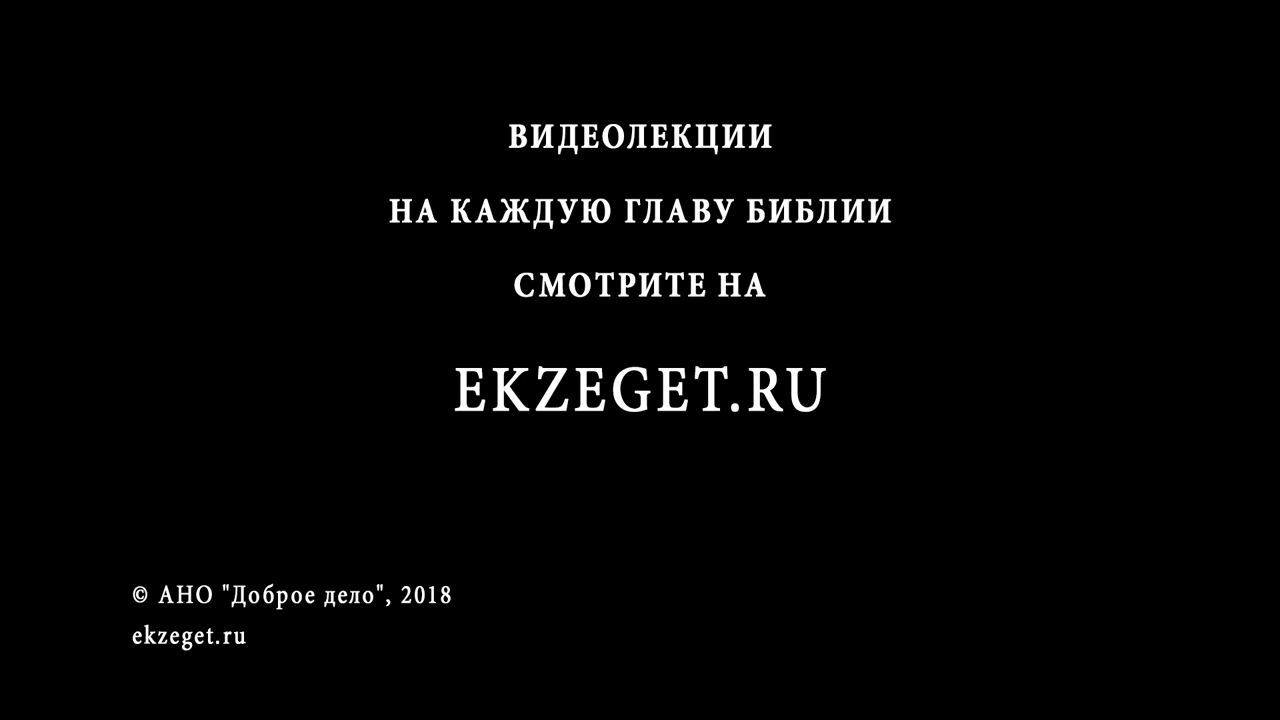 ВИДЕОЛЕКЦИИ
НА КАЖДУЮ ГЛАВУ БИБЛИИ
СМОТРИТЕ НА
EKZEGET.RU
© АНО "Доброе дело", 2018
ekzeget.ru